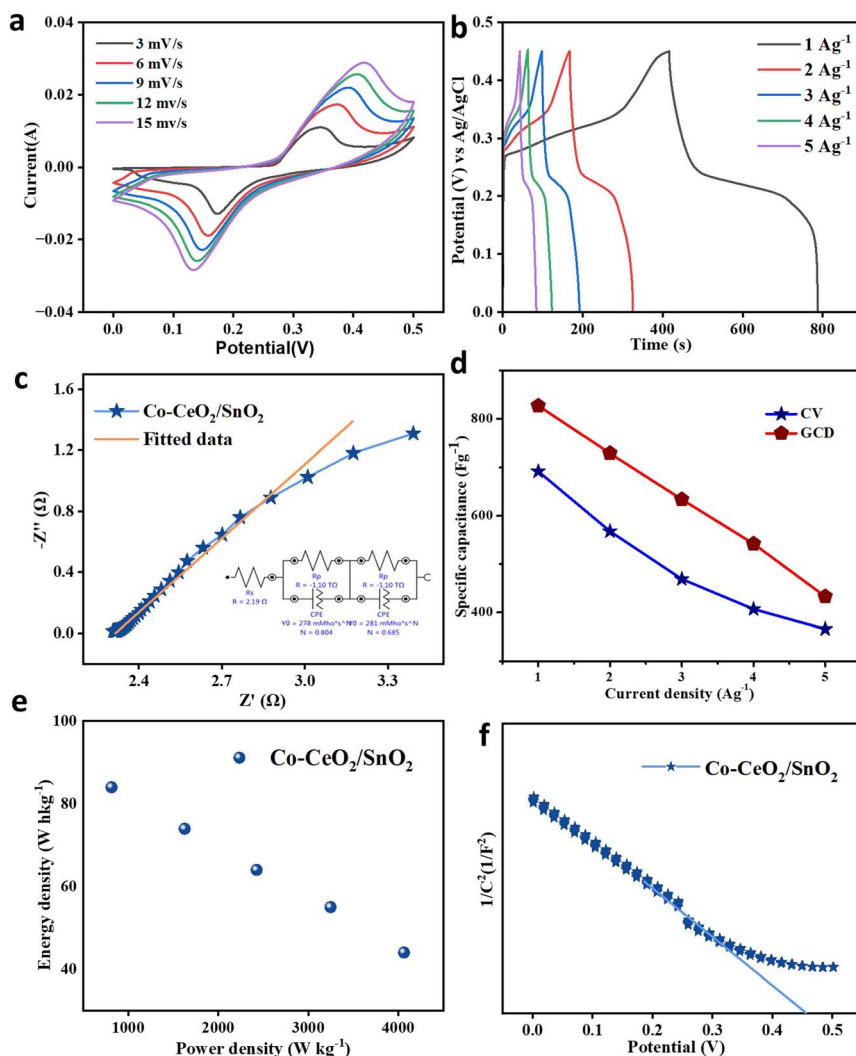 a
0.04
0.02
0.00
−0.02
−0.04
Current(A)
3 mV/s
6 mV/s
9 mV/s
12 mv/s
15 mv/s
0.0 0.1 0.2 0.3 0.4 0.5
Potential(V)
b
0.5
0.4
0.3
0.2
0.1
0.0
Potential (V) vs Ag/AgCl
1 Ag⁻¹
2 Ag⁻¹
3 Ag⁻¹
4 Ag⁻¹
5 Ag⁻¹
0 200 400 600 800
Time (s)
c
1.6
1.2
0.8
0.4
0.0
-Z'' (Ω)
Co-CeO₂/SnO₂
Fitted data
Rs
R = 2.19 Ω
Rp
R = -1.10 TΩ
CPE
Y0 = 278 mMho*s^N
N = 0.804
Rp
R = -1.10 TΩ
CPE
Y0 = 281 mMho*s^N
N = 0.685
2.4 2.7 3.0 3.3
Z' (Ω)
d
800
600
400
Specific capacitance (Fg⁻¹)
CV
GCD
1 2 3 4 5
Current density (Ag⁻¹)
e
100
80
60
40
Energy density (W hkg⁻¹)
Co-CeO₂/SnO₂
1000 2000 3000 4000
Power density (W kg⁻¹)
f
1/C²(1/F²)
Co-CeO₂/SnO₂
0.0 0.1 0.2 0.3 0.4 0.5
Potential (V)